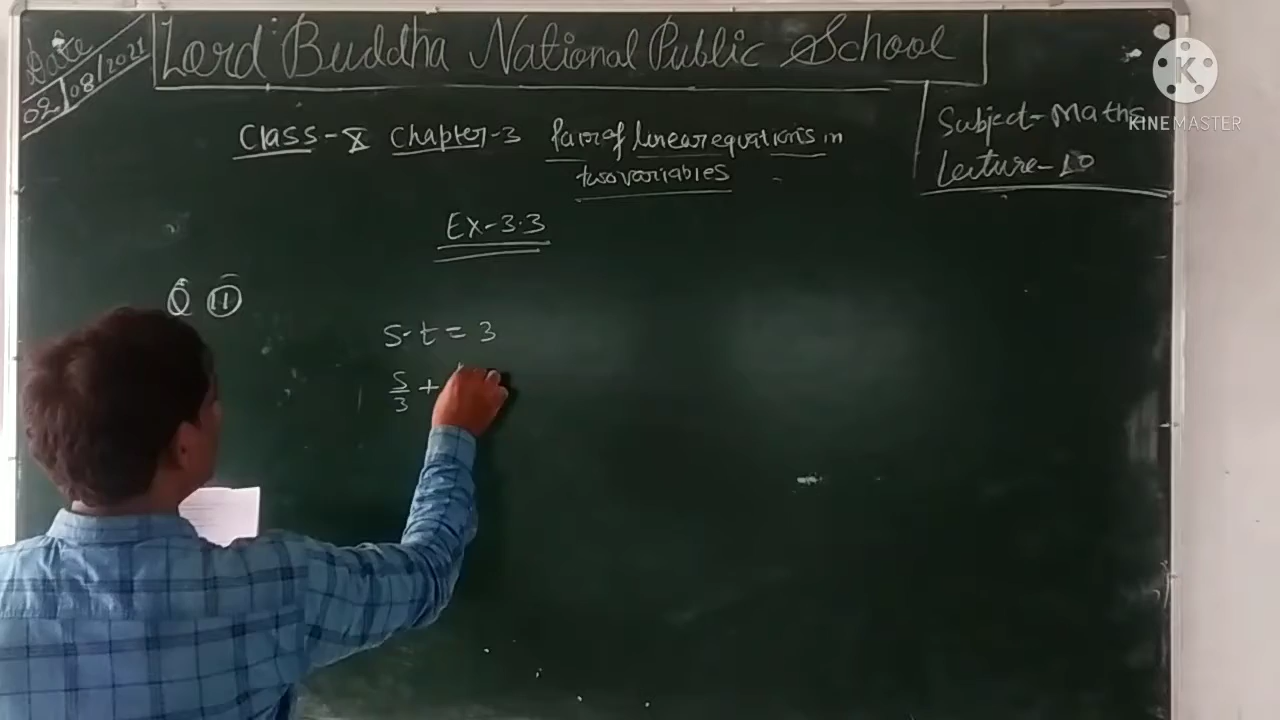 Date
02/08/2021
Lord Buddha National Public School
Subject-Maths
Lecture-10
Class-X Chapter-3 Pair of linear equations in
two variables
Ex-3.3
Q 11
S-t = 3
S/3 +
K
KINEMASTER